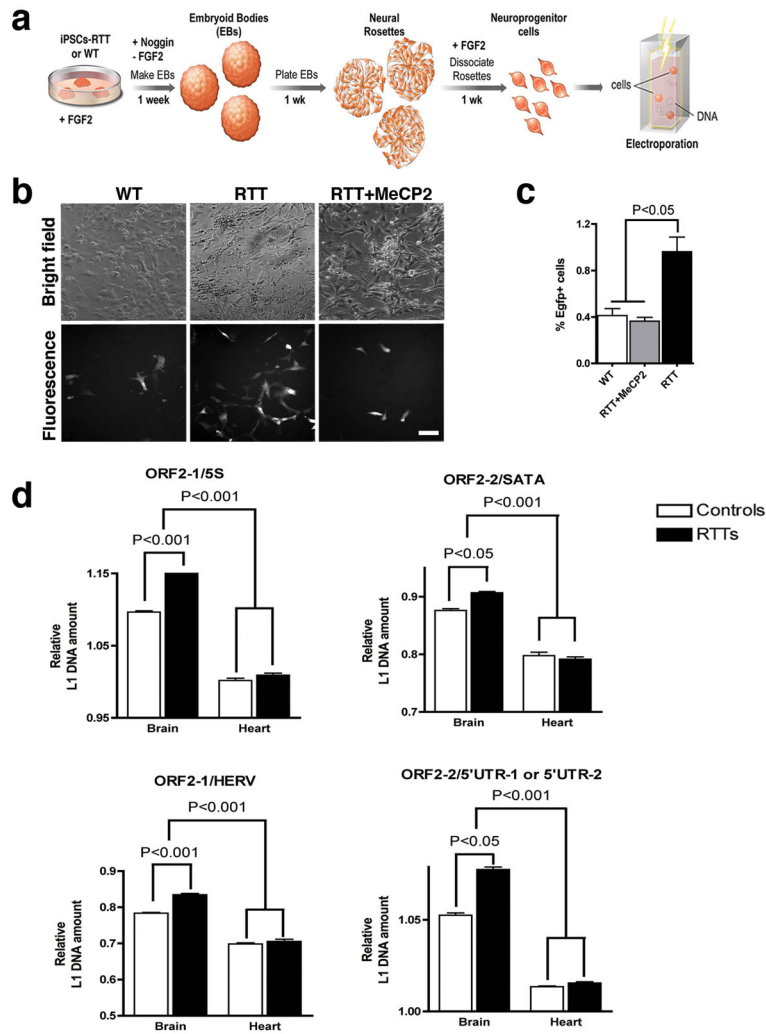 a
iPSCs-RTT
or WT
+ FGF2
+ Noggin
- FGF2
Make EBs
1 week
Embryoid Bodies
(EBs)
Plate EBs
1 wk
Neural
Rosettes
+ FGF2
Dissociate
Rosettes
1 wk
Neuroprogenitor
cells
cells
DNA
Electroporation
b
WT
RTT
RTT+MeCP2
Bright field
Fluorescence
c
P<0.05
% Egfp+ cells
1.2
0.8
0.4
0.0
WT
RTT+MeCP2
RTT
d
ORF2-1/5S
P<0.001
P<0.001
Relative
L1 DNA amount
1.15
1.05
0.95
Brain
Heart
ORF2-2/SATA
P<0.001
P<0.05
Relative
L1 DNA amount
0.9
0.8
0.7
Brain
Heart
Controls
RTTs
ORF2-1/HERV
P<0.001
P<0.001
Relative
L1 DNA amount
0.9
0.8
0.7
0.6
0.5
Brain
Heart
ORF2-2/5'UTR-1 or 5'UTR-2
P<0.001
P<0.05
Relative
L1 DNA amount
1.05
1.00
Brain
Heart